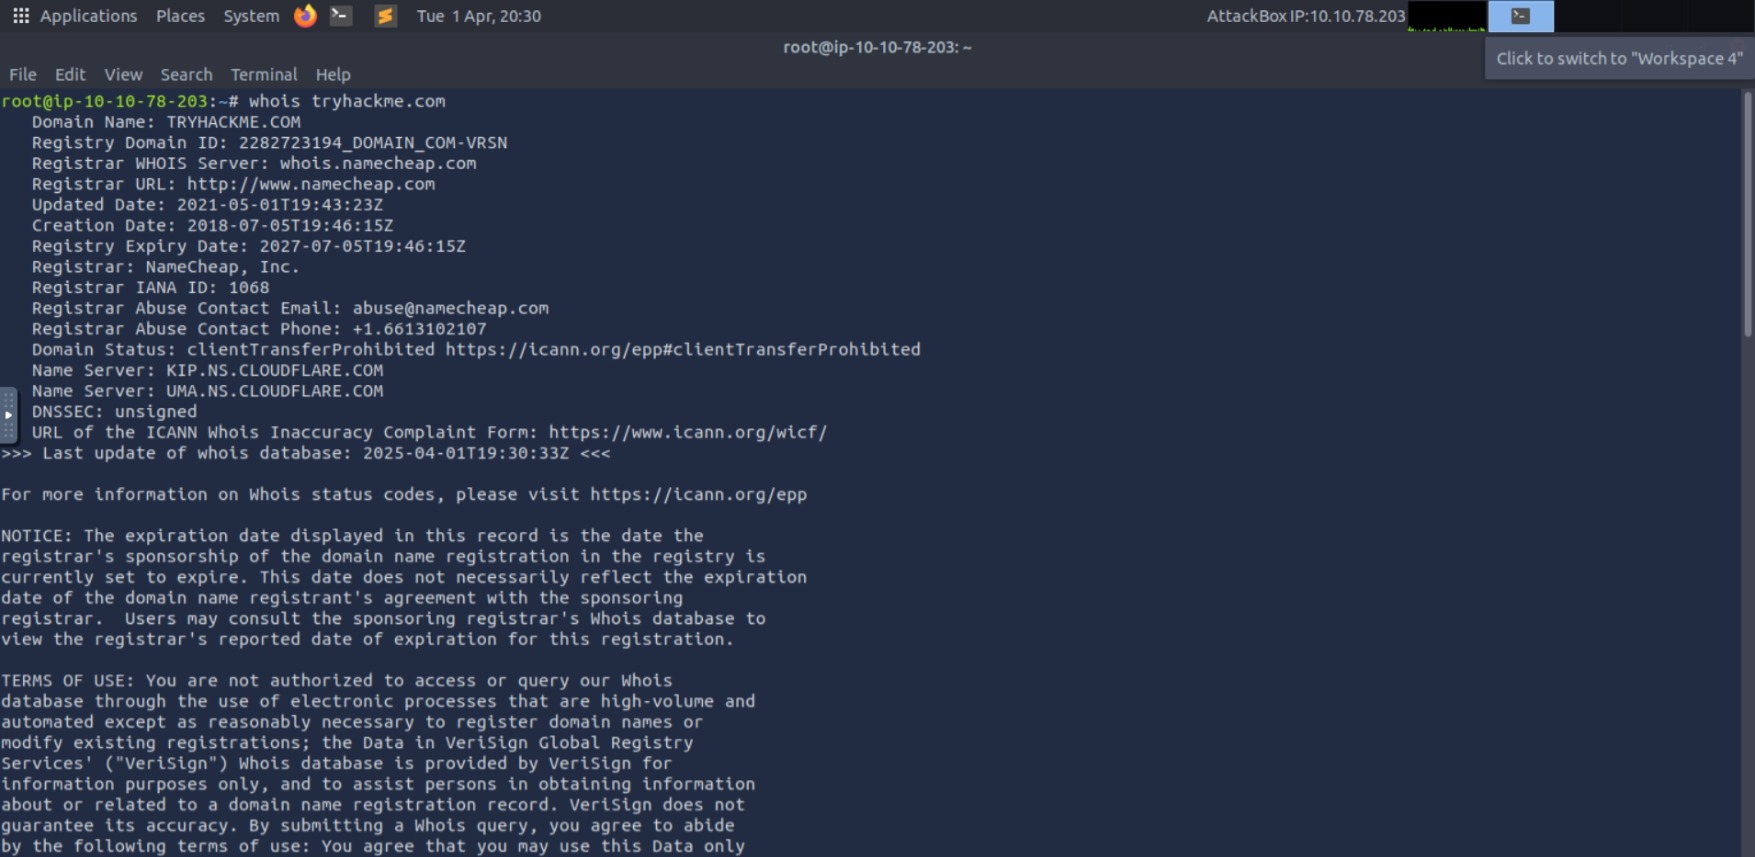 Applications Places System Tue 1 Apr, 20:30 AttackBox IP:10.10.78.203
root@ip-10-10-78-203: ~
Click to switch to "Workspace 4"
File Edit View Search Terminal Help
root@ip-10-10-78-203:~# whois tryhackme.com
Domain Name: TRYHACKME.COM
Registry Domain ID: 2282723194_DOMAIN_COM-VRSN
Registrar WHOIS Server: whois.namecheap.com
Registrar URL: http://www.namecheap.com
Updated Date: 2021-05-01T19:43:23Z
Creation Date: 2018-07-05T19:46:15Z
Registry Expiry Date: 2027-07-05T19:46:15Z
Registrar: NameCheap, Inc.
Registrar IANA ID: 1068
Registrar Abuse Contact Email: abuse@namecheap.com
Registrar Abuse Contact Phone: +1.6613102107
Domain Status: clientTransferProhibited https://icann.org/epp#clientTransferProhibited
Name Server: KIP.NS.CLOUDFLARE.COM
Name Server: UMA.NS.CLOUDFLARE.COM
DNSSEC: unsigned
URL of the ICANN Whois Inaccuracy Complaint Form: https://www.icann.org/wicf/
>>> Last update of whois database: 2025-04-01T19:30:33Z <<<
For more information on Whois status codes, please visit https://icann.org/epp
NOTICE: The expiration date displayed in this record is the date the
registrar's sponsorship of the domain name registration in the registry is
currently set to expire. This date does not necessarily reflect the expiration
date of the domain name registrant's agreement with the sponsoring
registrar.  Users may consult the sponsoring registrar's Whois database to
view the registrar's reported date of expiration for this registration.
TERMS OF USE: You are not authorized to access or query our Whois
database through the use of electronic processes that are high-volume and
automated except as reasonably necessary to register domain names or
modify existing registrations; the Data in VeriSign Global Registry
Services' ("VeriSign") Whois database is provided by VeriSign for
information purposes only, and to assist persons in obtaining information
about or related to a domain name registration record. VeriSign does not
guarantee its accuracy. By submitting a Whois query, you agree to abide
by the following terms of use: You agree that you may use this Data only